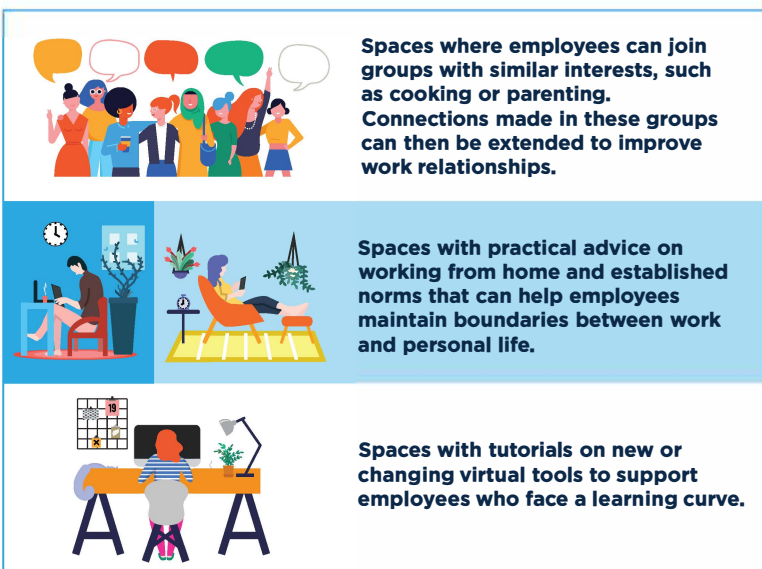 Spaces where employees can join
groups with similar interests, such
as cooking or parenting.
Connections made in these groups
can then be extended to improve
work relationships.
Spaces with practical advice on
working from home and established
norms that can help employees
maintain boundaries between work
and personal life.
19
Spaces with tutorials on new or
changing virtual tools to support
employees who face a learning curve.